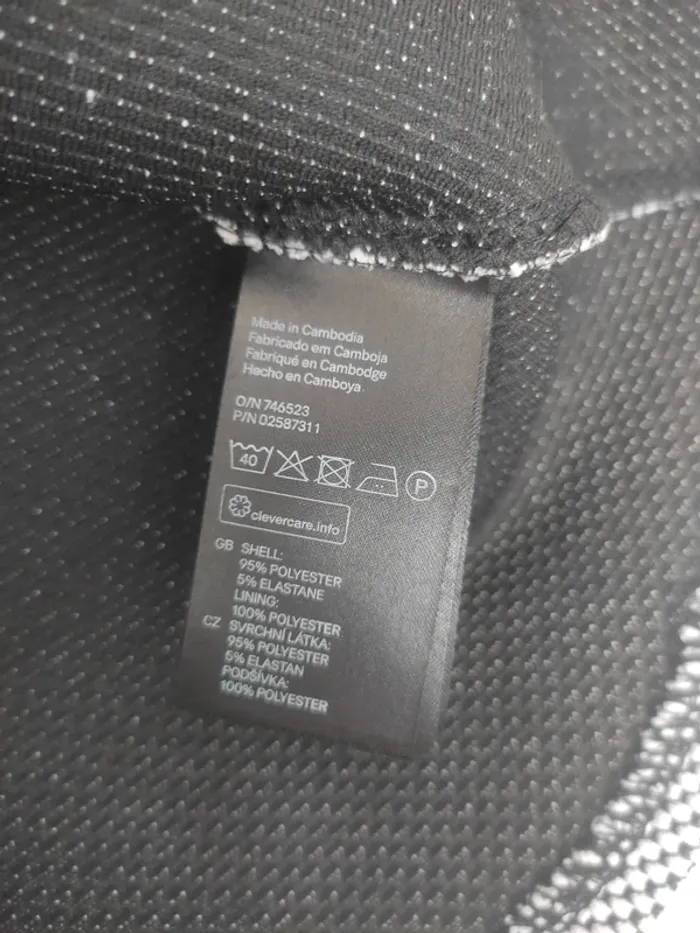 Made in Cambodia
Fabricado em Camboja
Fabriqué en Cambodge
Hecho en Camboya
O/N 746523
P/N 02587311
40 P
clevercare.info
GB SHELL:
95% POLYESTER
5% ELASTANE
LINING:
100% POLYESTER
CZ SVRCHNÍ LÁTKA:
95% POLYESTER
5% ELASTAN
PODŠÍVKA:
100% POLYESTER